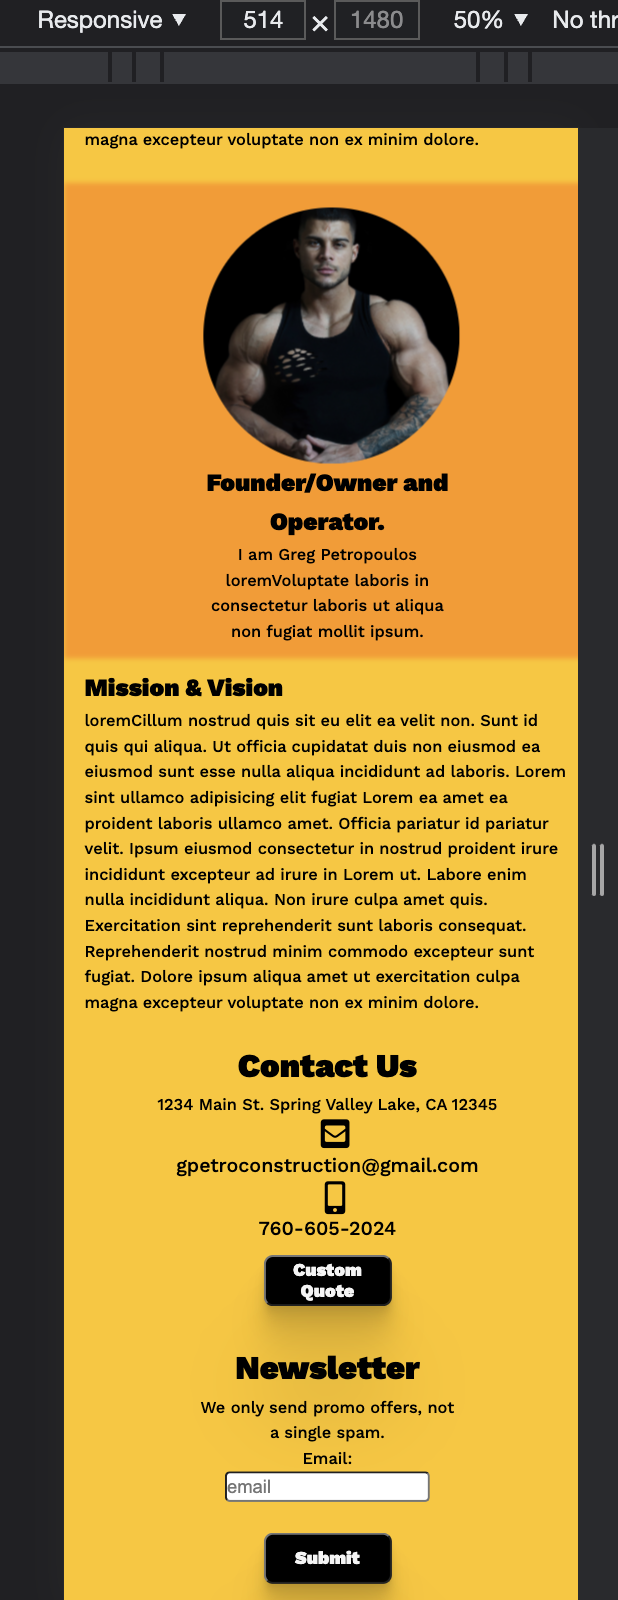 Responsive ▼ 514 × 1480 50% ▼ No thr
magna excepteur voluptate non ex minim dolore.
Founder/Owner and
Operator.
I am Greg Petropoulos
loremVoluptate laboris in
consectetur laboris ut aliqua
non fugiat mollit ipsum.
Mission & Vision
loremCillum nostrud quis sit eu elit ea velit non. Sunt id
quis qui aliqua. Ut officia cupidatat duis non eiusmod ea
eiusmod sunt esse nulla aliqua incididunt ad laboris. Lorem
sint ullamco adipisicing elit fugiat Lorem ea amet ea
proident laboris ullamco amet. Officia pariatur id pariatur
velit. Ipsum eiusmod consectetur in nostrud proident irure
incididunt excepteur ad irure in Lorem ut. Labore enim
nulla incididunt aliqua. Non irure culpa amet quis.
Exercitation sint reprehenderit sunt laboris consequat.
Reprehenderit nostrud minim commodo excepteur sunt
fugiat. Dolore ipsum aliqua amet ut exercitation culpa
magna excepteur voluptate non ex minim dolore.
Contact Us
1234 Main St. Spring Valley Lake, CA 12345
gpetroconstruction@gmail.com
760-605-2024
Custom
Quote
Newsletter
We only send promo offers, not
a single spam.
Email:
email
Submit